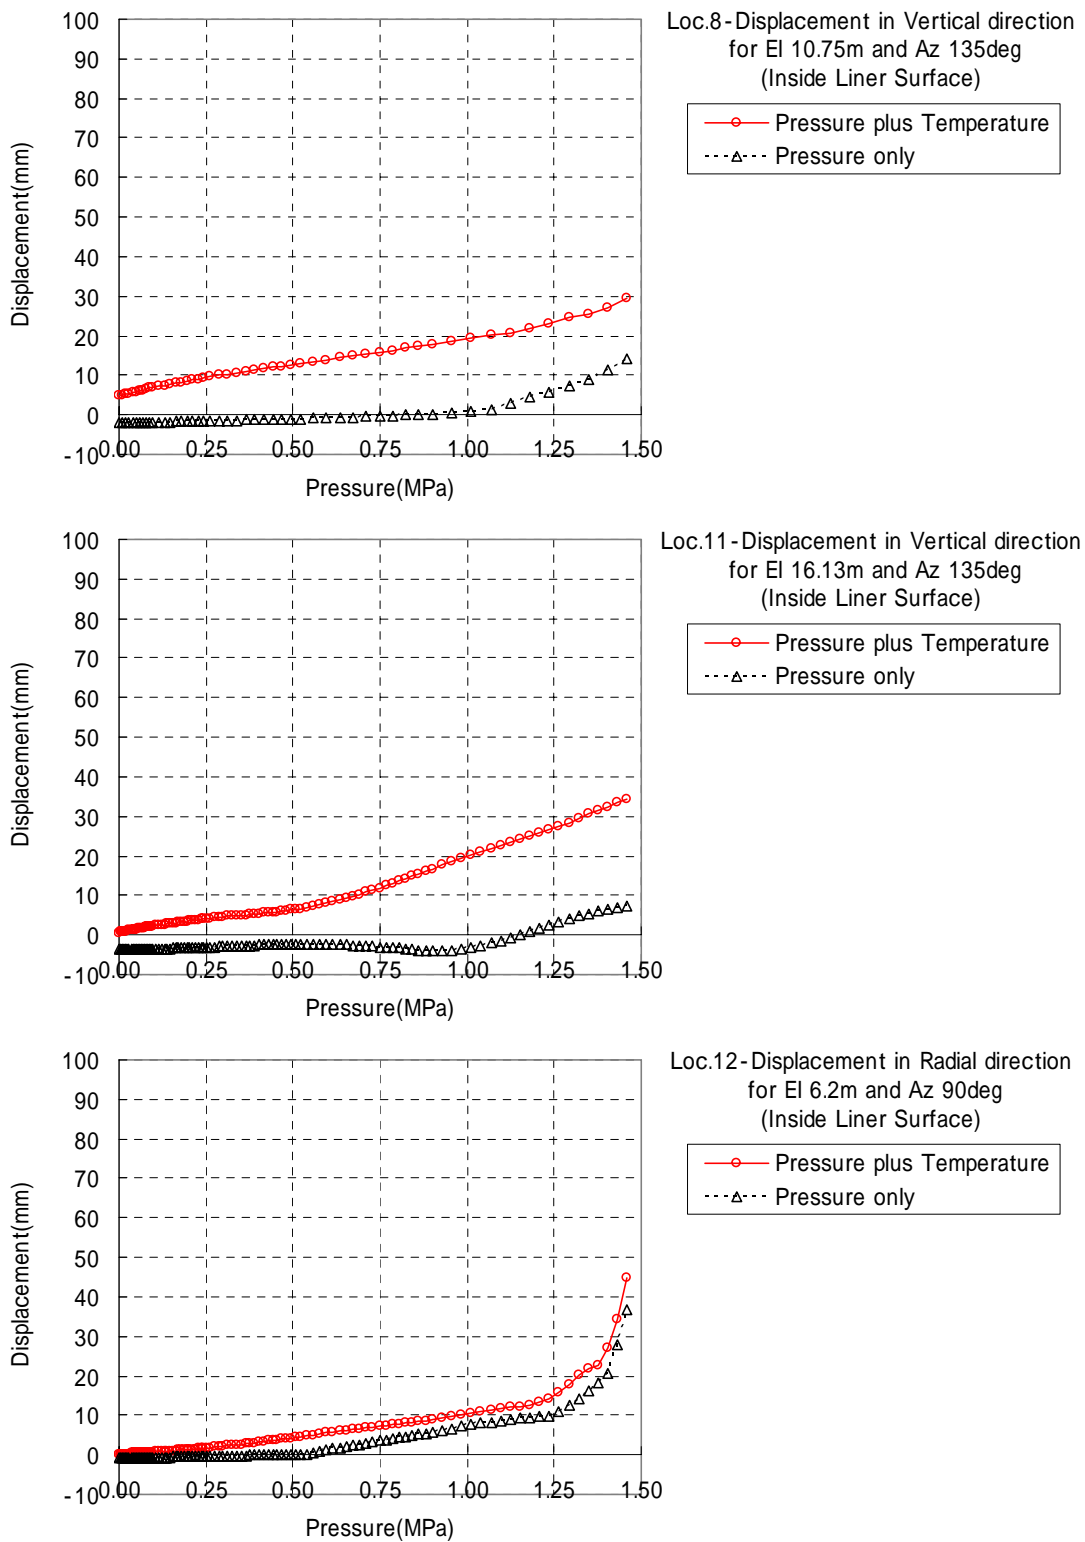 Loc.8-Displacement in Vertical direction
for El 10.75m and Az 135deg
(Inside Liner Surface)
Pressure plus Temperature
Pressure only
Displacement(mm)
100
90
80
70
60
50
40
30
20
10
0
-10
0.00 0.25 0.50 0.75 1.00 1.25 1.50
Pressure(MPa)
Loc.11-Displacement in Vertical direction
for El 16.13m and Az 135deg
(Inside Liner Surface)
Pressure plus Temperature
Pressure only
Displacement(mm)
100
90
80
70
60
50
40
30
20
10
0
-10
0.00 0.25 0.50 0.75 1.00 1.25 1.50
Pressure(MPa)
Loc.12-Displacement in Radial direction
for El 6.2m and Az 90deg
(Inside Liner Surface)
Pressure plus Temperature
Pressure only
Displacement(mm)
100
90
80
70
60
50
40
30
20
10
0
-10
0.00 0.25 0.50 0.75 1.00 1.25 1.50
Pressure(MPa)